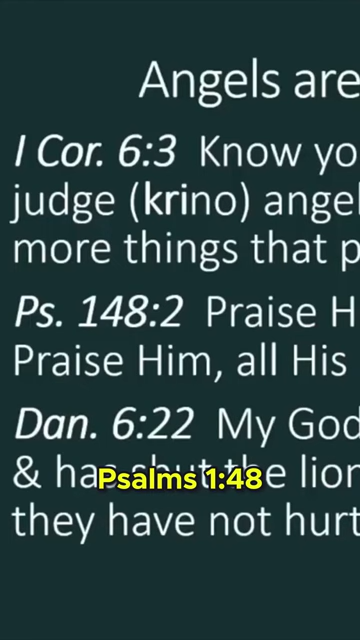 Angels are
I Cor. 6:3 Know yo
judge (krino) angel
more things that p
Ps. 148:2 Praise H
Praise Him, all His
Dan. 6:22 My God
& ha shut the lion
Psalms 1:48
they have not hurt